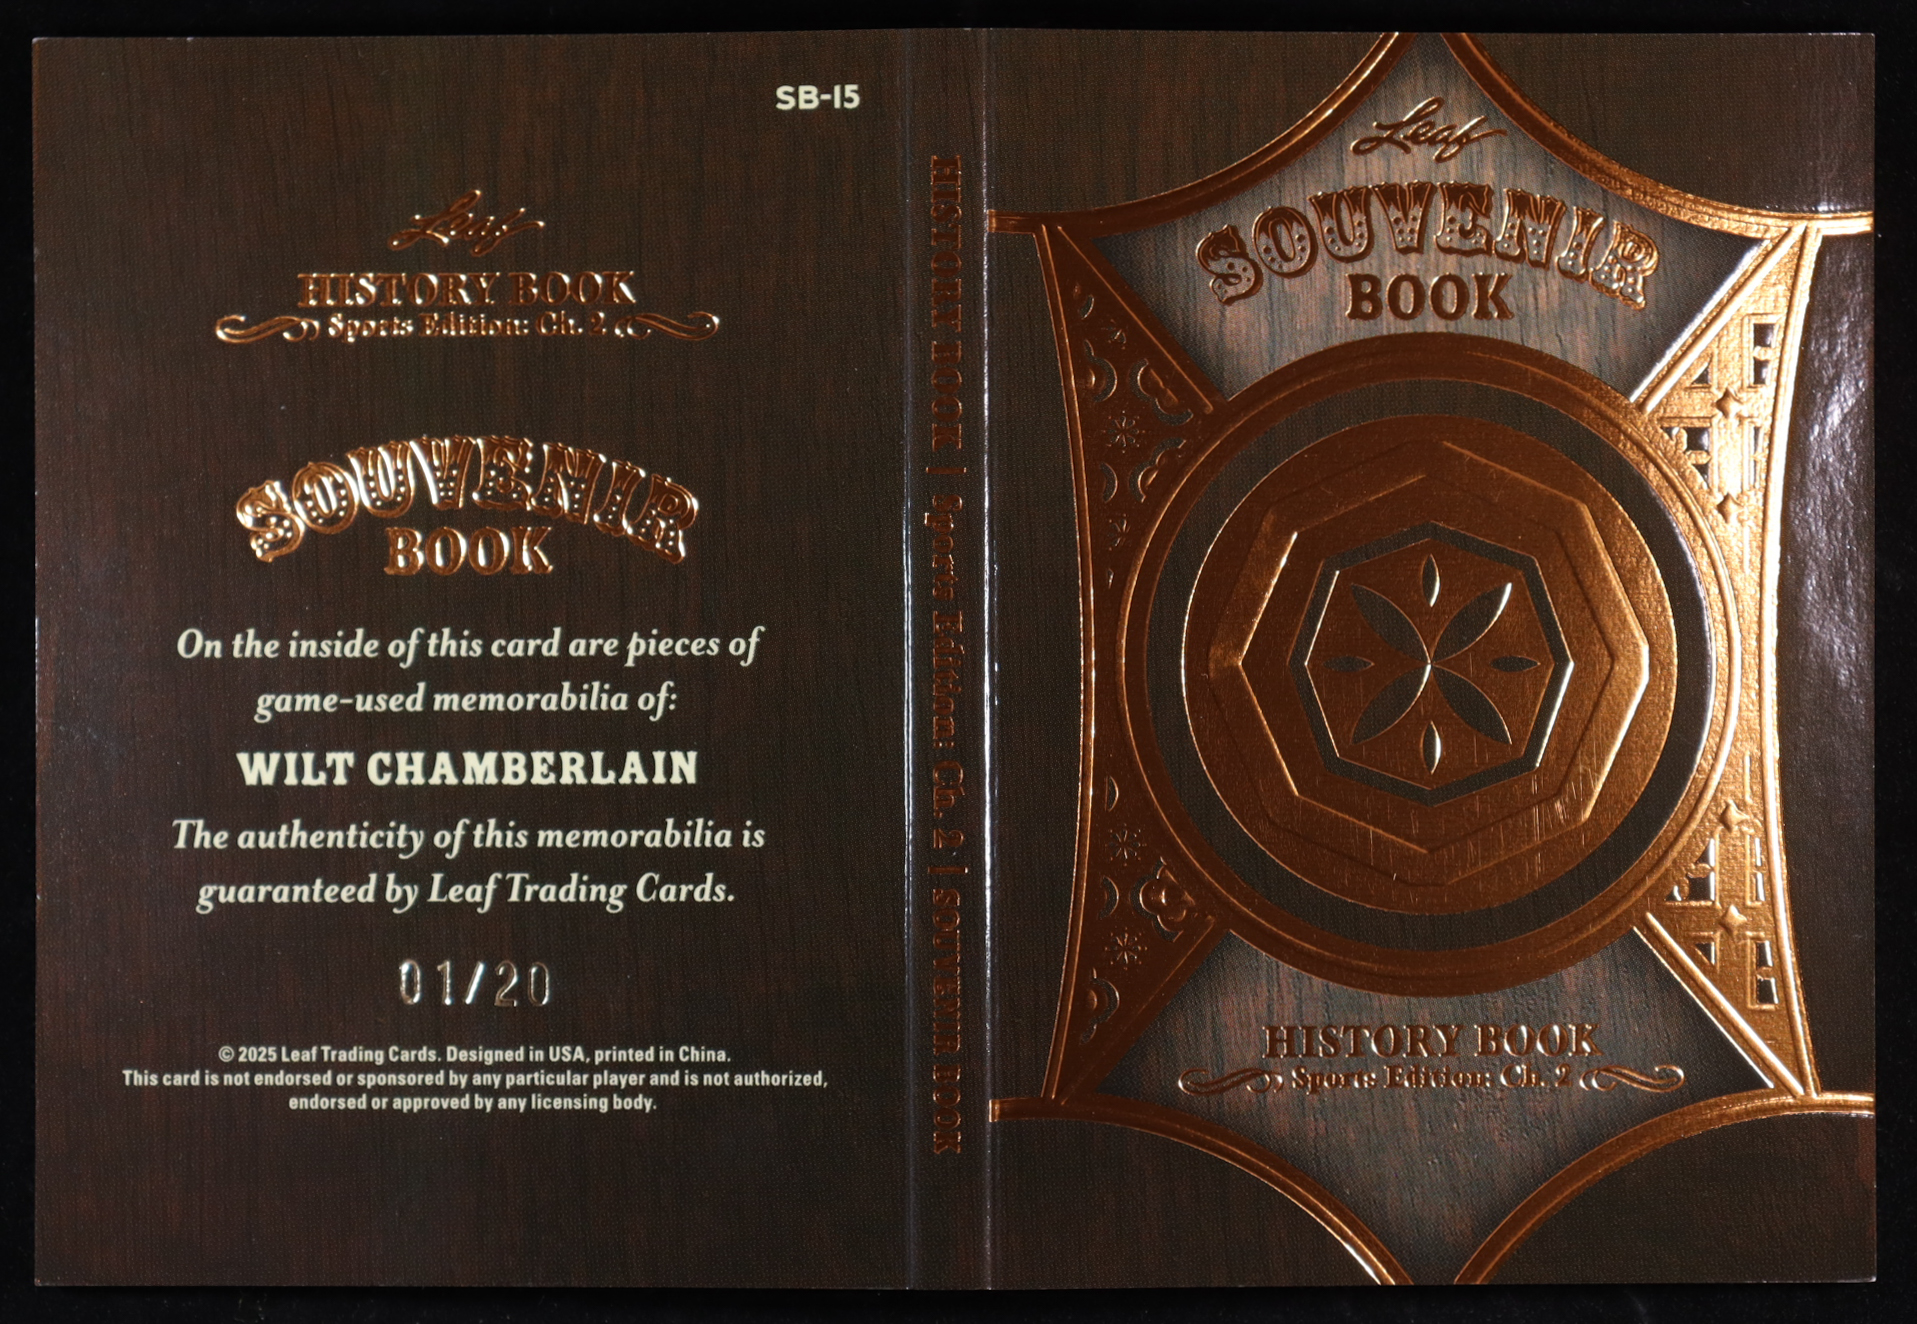 SB-15
Leaf
HISTORY BOOK
Sports Edition: Ch. 2
SOUVENIR
BOOK
On the inside of this card are pieces of
game-used memorabilia of:
WILT CHAMBERLAIN
The authenticity of this memorabilia is
guaranteed by Leaf Trading Cards.
01/20
© 2025 Leaf Trading Cards. Designed in USA, printed in China.
This card is not endorsed or sponsored by any particular player and is not authorized,
endorsed or approved by any licensing body.
HISTORY BOOK | Sports Edition: Ch. 2 | SOUVENIR BOOK
Leaf
SOUVENIR
BOOK
HISTORY BOOK
Sports Edition: Ch. 2